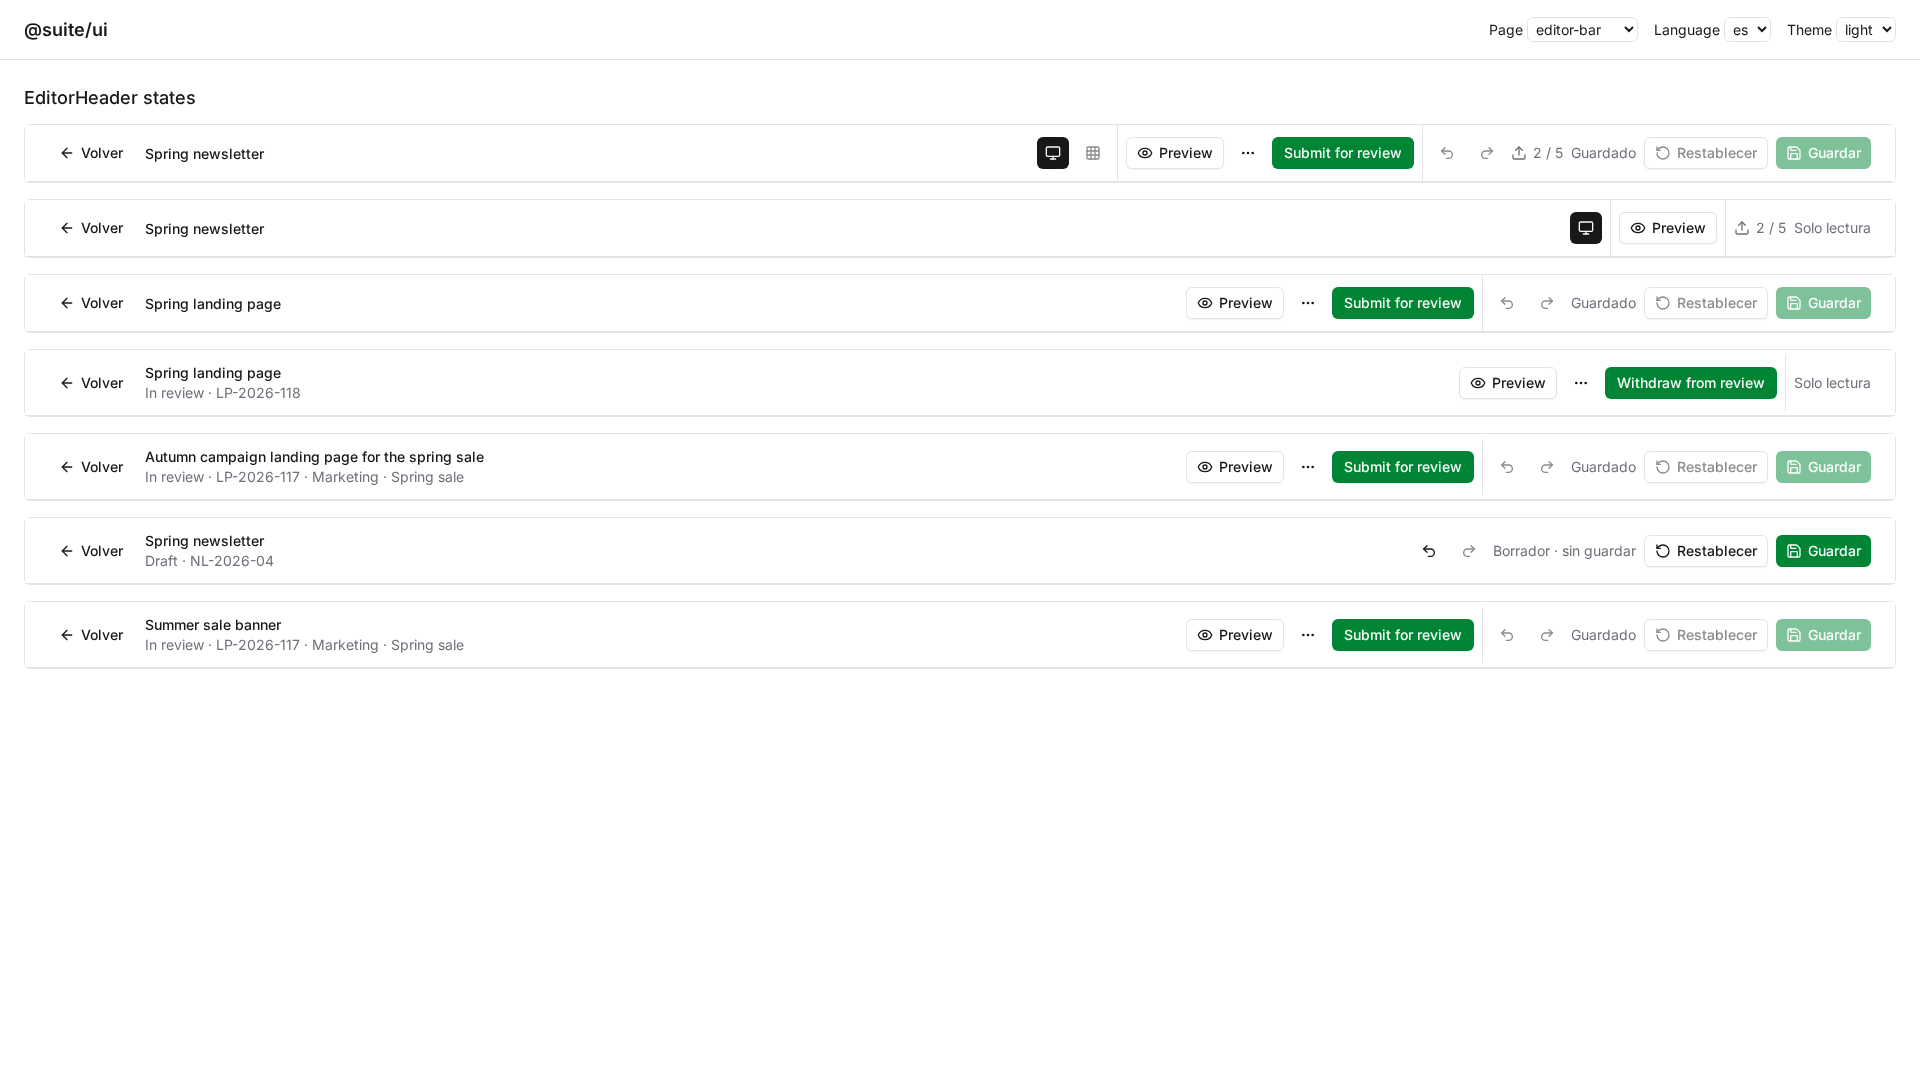 @suite/ui Page editor-bar Language es Theme light
EditorHeader states
Volver Spring newsletter Preview Submit for review 2 / 5 Guardado Restablecer Guardar
Volver Spring newsletter Preview 2 / 5 Solo lectura
Volver Spring landing page Preview Submit for review Guardado Restablecer Guardar
Volver Spring landing page Preview Withdraw from review Solo lectura
In review · LP-2026-118
Volver Autumn campaign landing page for the spring sale Preview Submit for review Guardado Restablecer Guardar
In review · LP-2026-117 · Marketing · Spring sale
Volver Spring newsletter Borrador · sin guardar Restablecer Guardar
Draft · NL-2026-04
Volver Summer sale banner Preview Submit for review Guardado Restablecer Guardar
In review · LP-2026-117 · Marketing · Spring sale